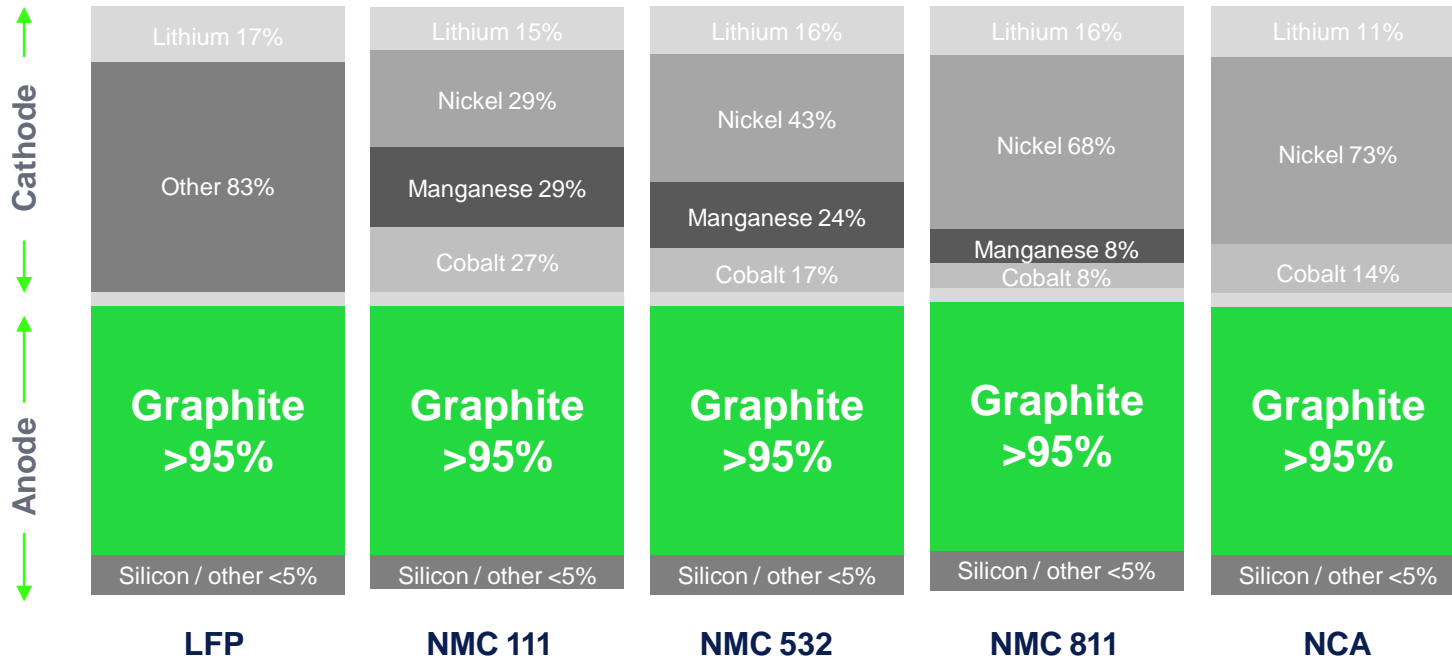 Cathode
Anode
Lithium 17%
Other 83%
Graphite
>95%
Silicon / other <5%
LFP
Lithium 15%
Nickel 29%
Manganese 29%
Cobalt 27%
Graphite
>95%
Silicon / other <5%
NMC 111
Lithium 16%
Nickel 43%
Manganese 24%
Cobalt 17%
Graphite
>95%
Silicon / other <5%
NMC 532
Lithium 16%
Nickel 68%
Manganese 8%
Cobalt 8%
Graphite
>95%
Silicon / other <5%
NMC 811
Lithium 11%
Nickel 73%
Cobalt 14%
Graphite
>95%
Silicon / other <5%
NCA